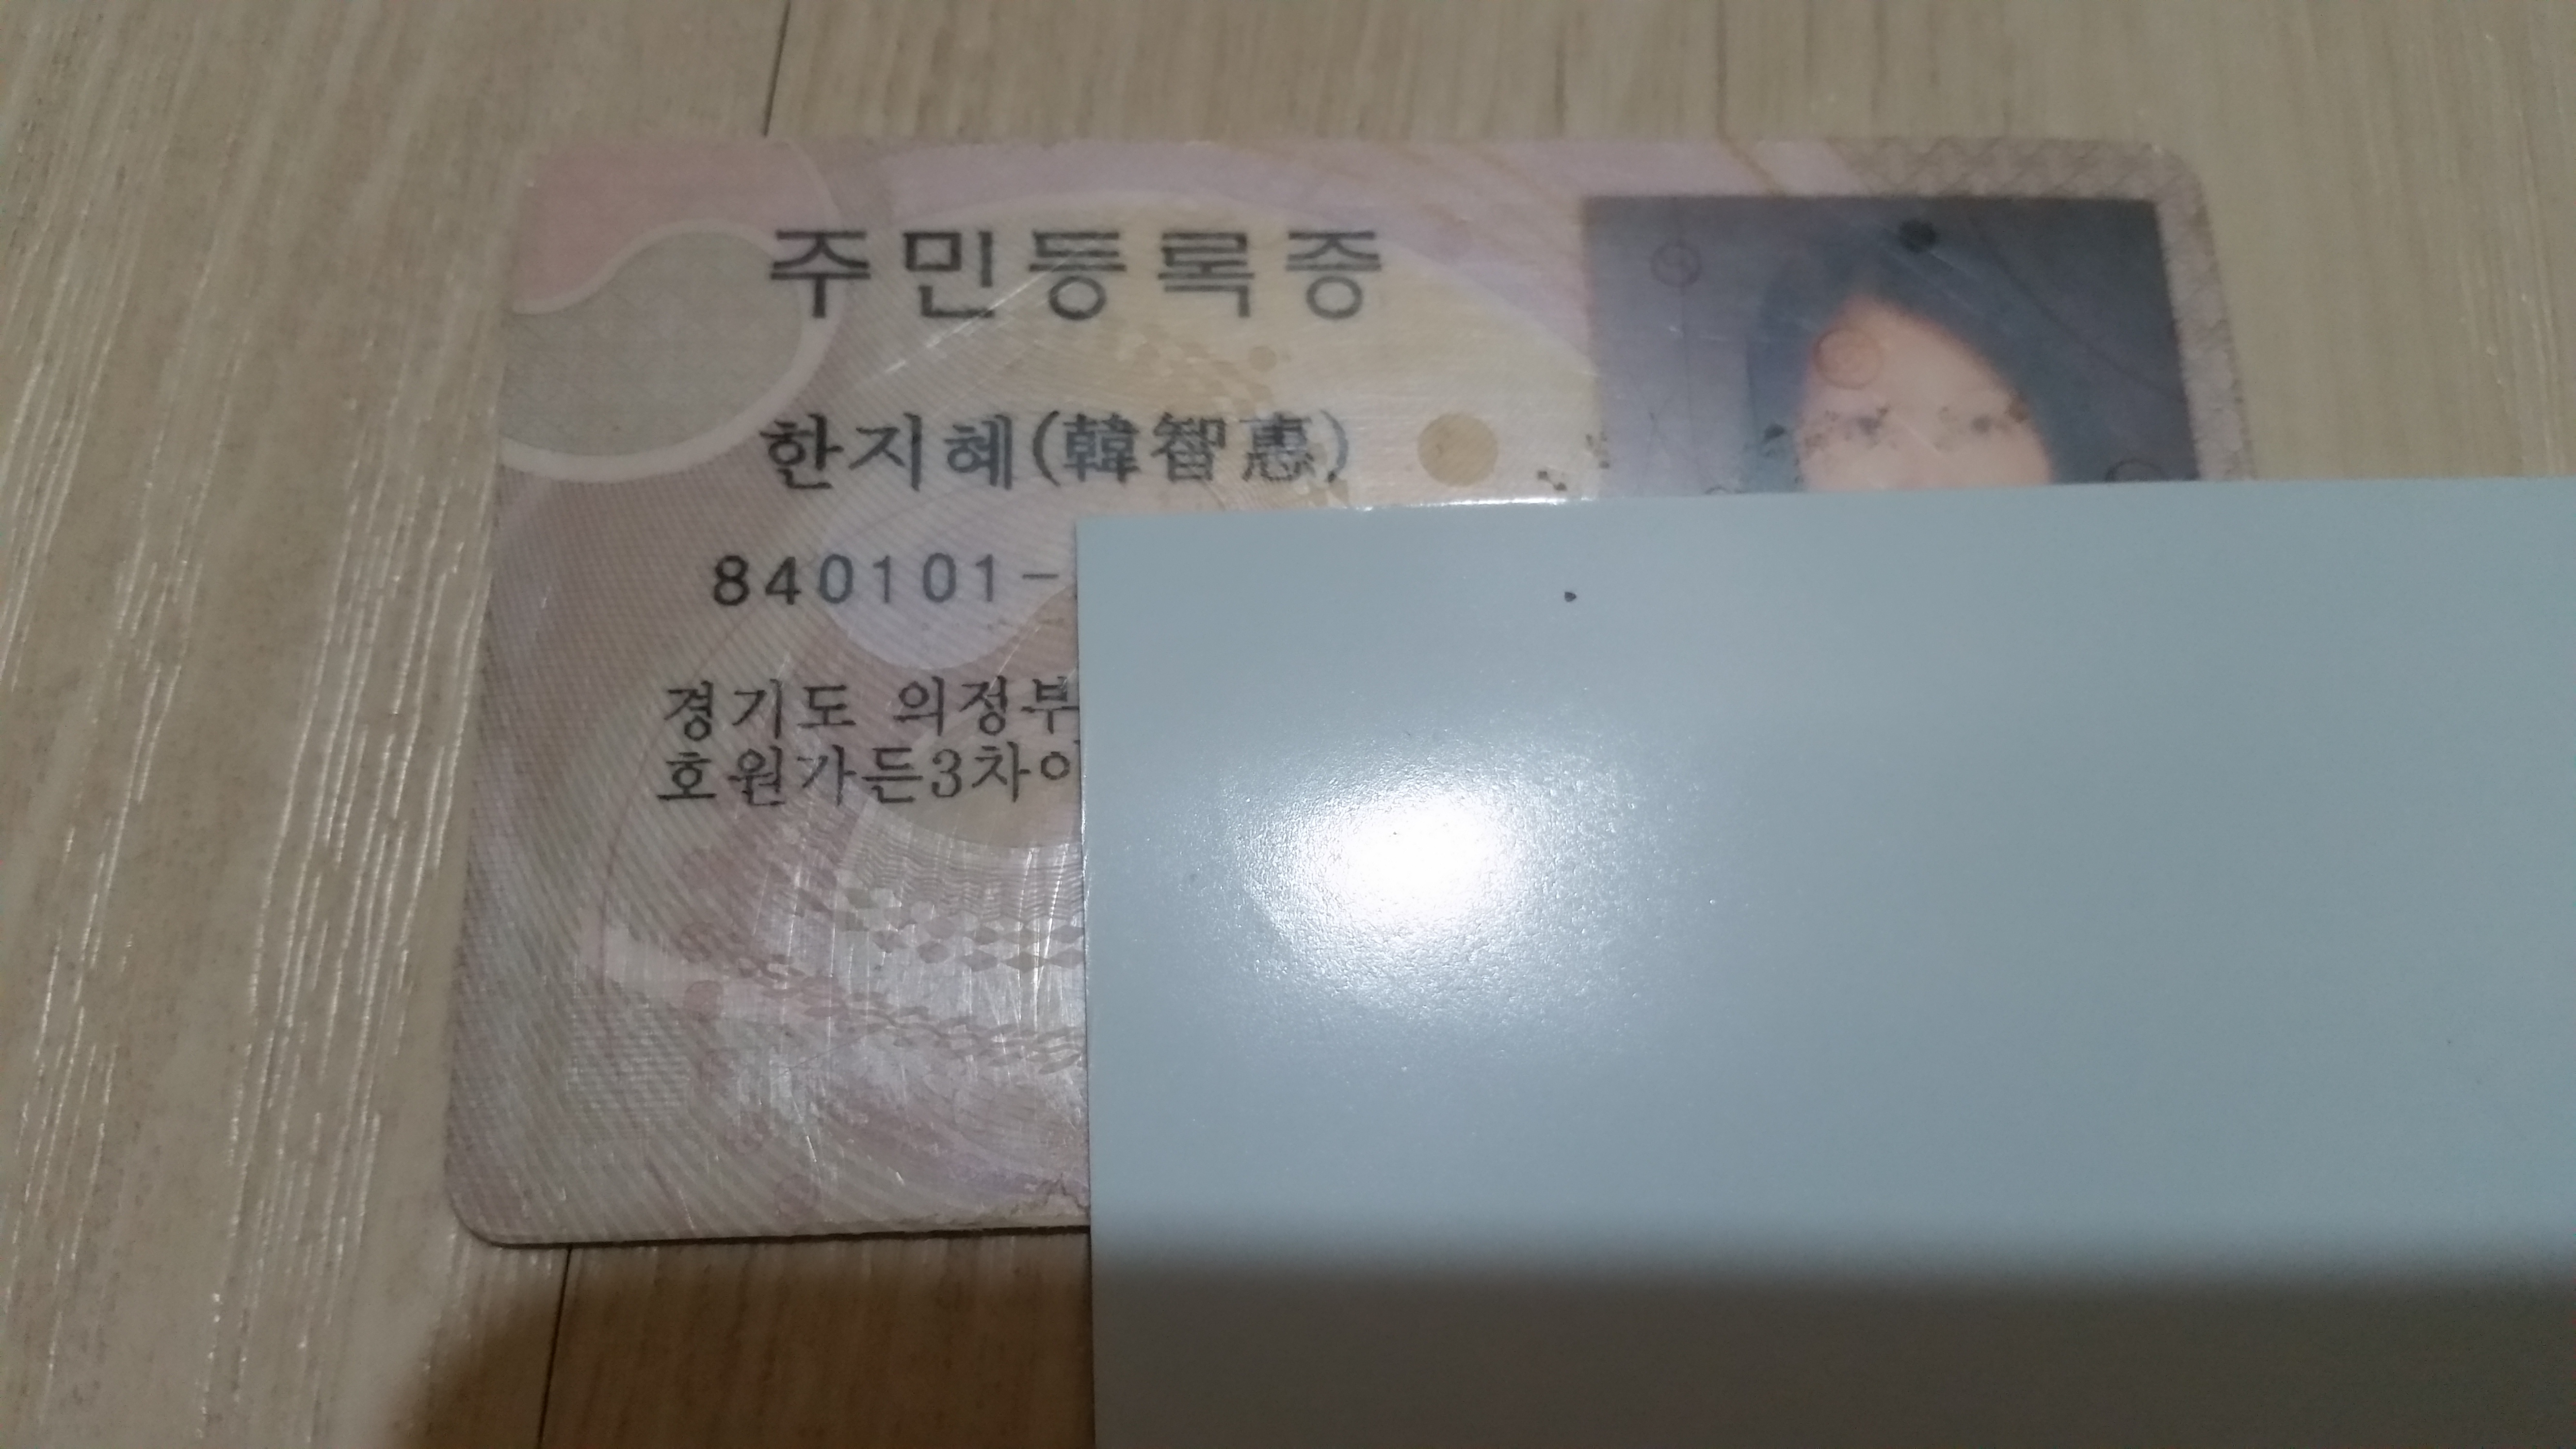 주민등록증
한지혜(韓智惠)
840101-
경기도 의정부
호원가든3차